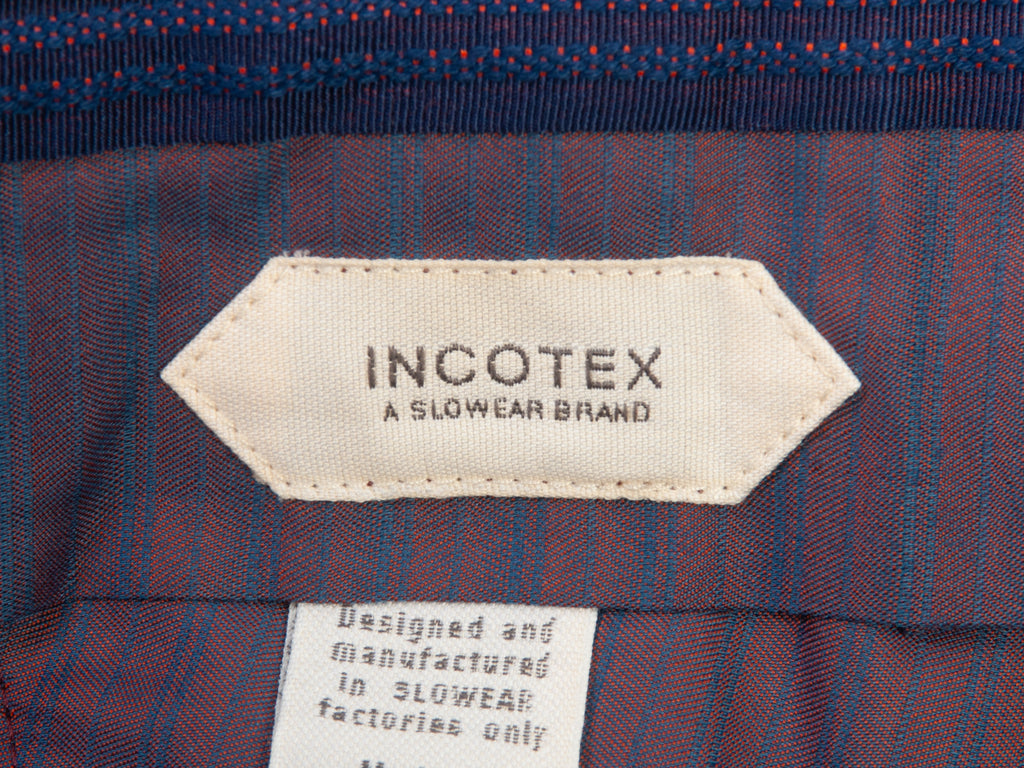 INCOTEX
A SLOWEAR BRAND
Designed and
manufactured
in SLOWEAR
factories only